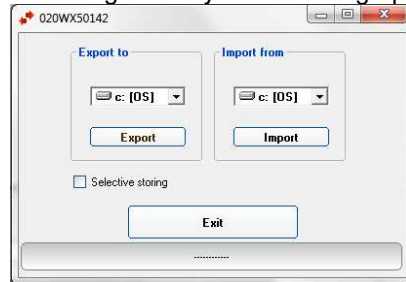 020WX50142
Export to
Import from
c: [OS]
c: [OS]
Export
Import
Selective storing
Exit
------------